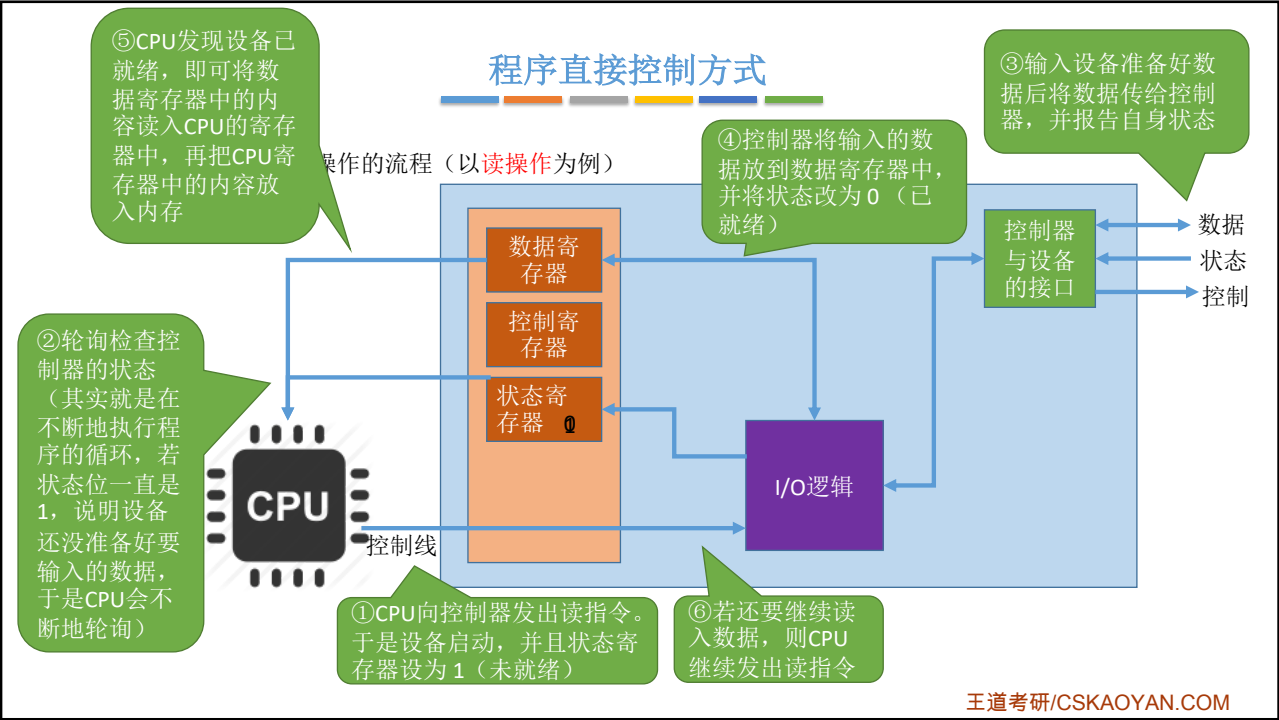 程序直接控制方式
⑤CPU发现设备已
就绪，即可将数
据寄存器中的内
容读入CPU的寄存
器中，再把CPU寄
存器中的内容放
入内存
操作的流程（以读操作为例）
③输入设备准备好数
据后将数据传给控制
器，并报告自身状态
④控制器将输入的数
据放到数据寄存器中，
并将状态改为 0 （已
就绪）
数据寄
存器
控制寄
存器
状态寄
存器
控制器
与设备
的接口
数据
状态
控制
②轮询检查控
制器的状态
（其实就是在
不断地执行程
序的循环，若
状态位一直是
1，说明设备
还没准备好要
输入的数据，
于是CPU会不
断地轮询）
CPU
I/O逻辑
控制线
①CPU向控制器发出读指令。
于是设备启动，并且状态寄
存器设为 1（未就绪）
⑥若还要继续读
入数据，则CPU
继续发出读指令
王道考研/CSKAOYAN.COM